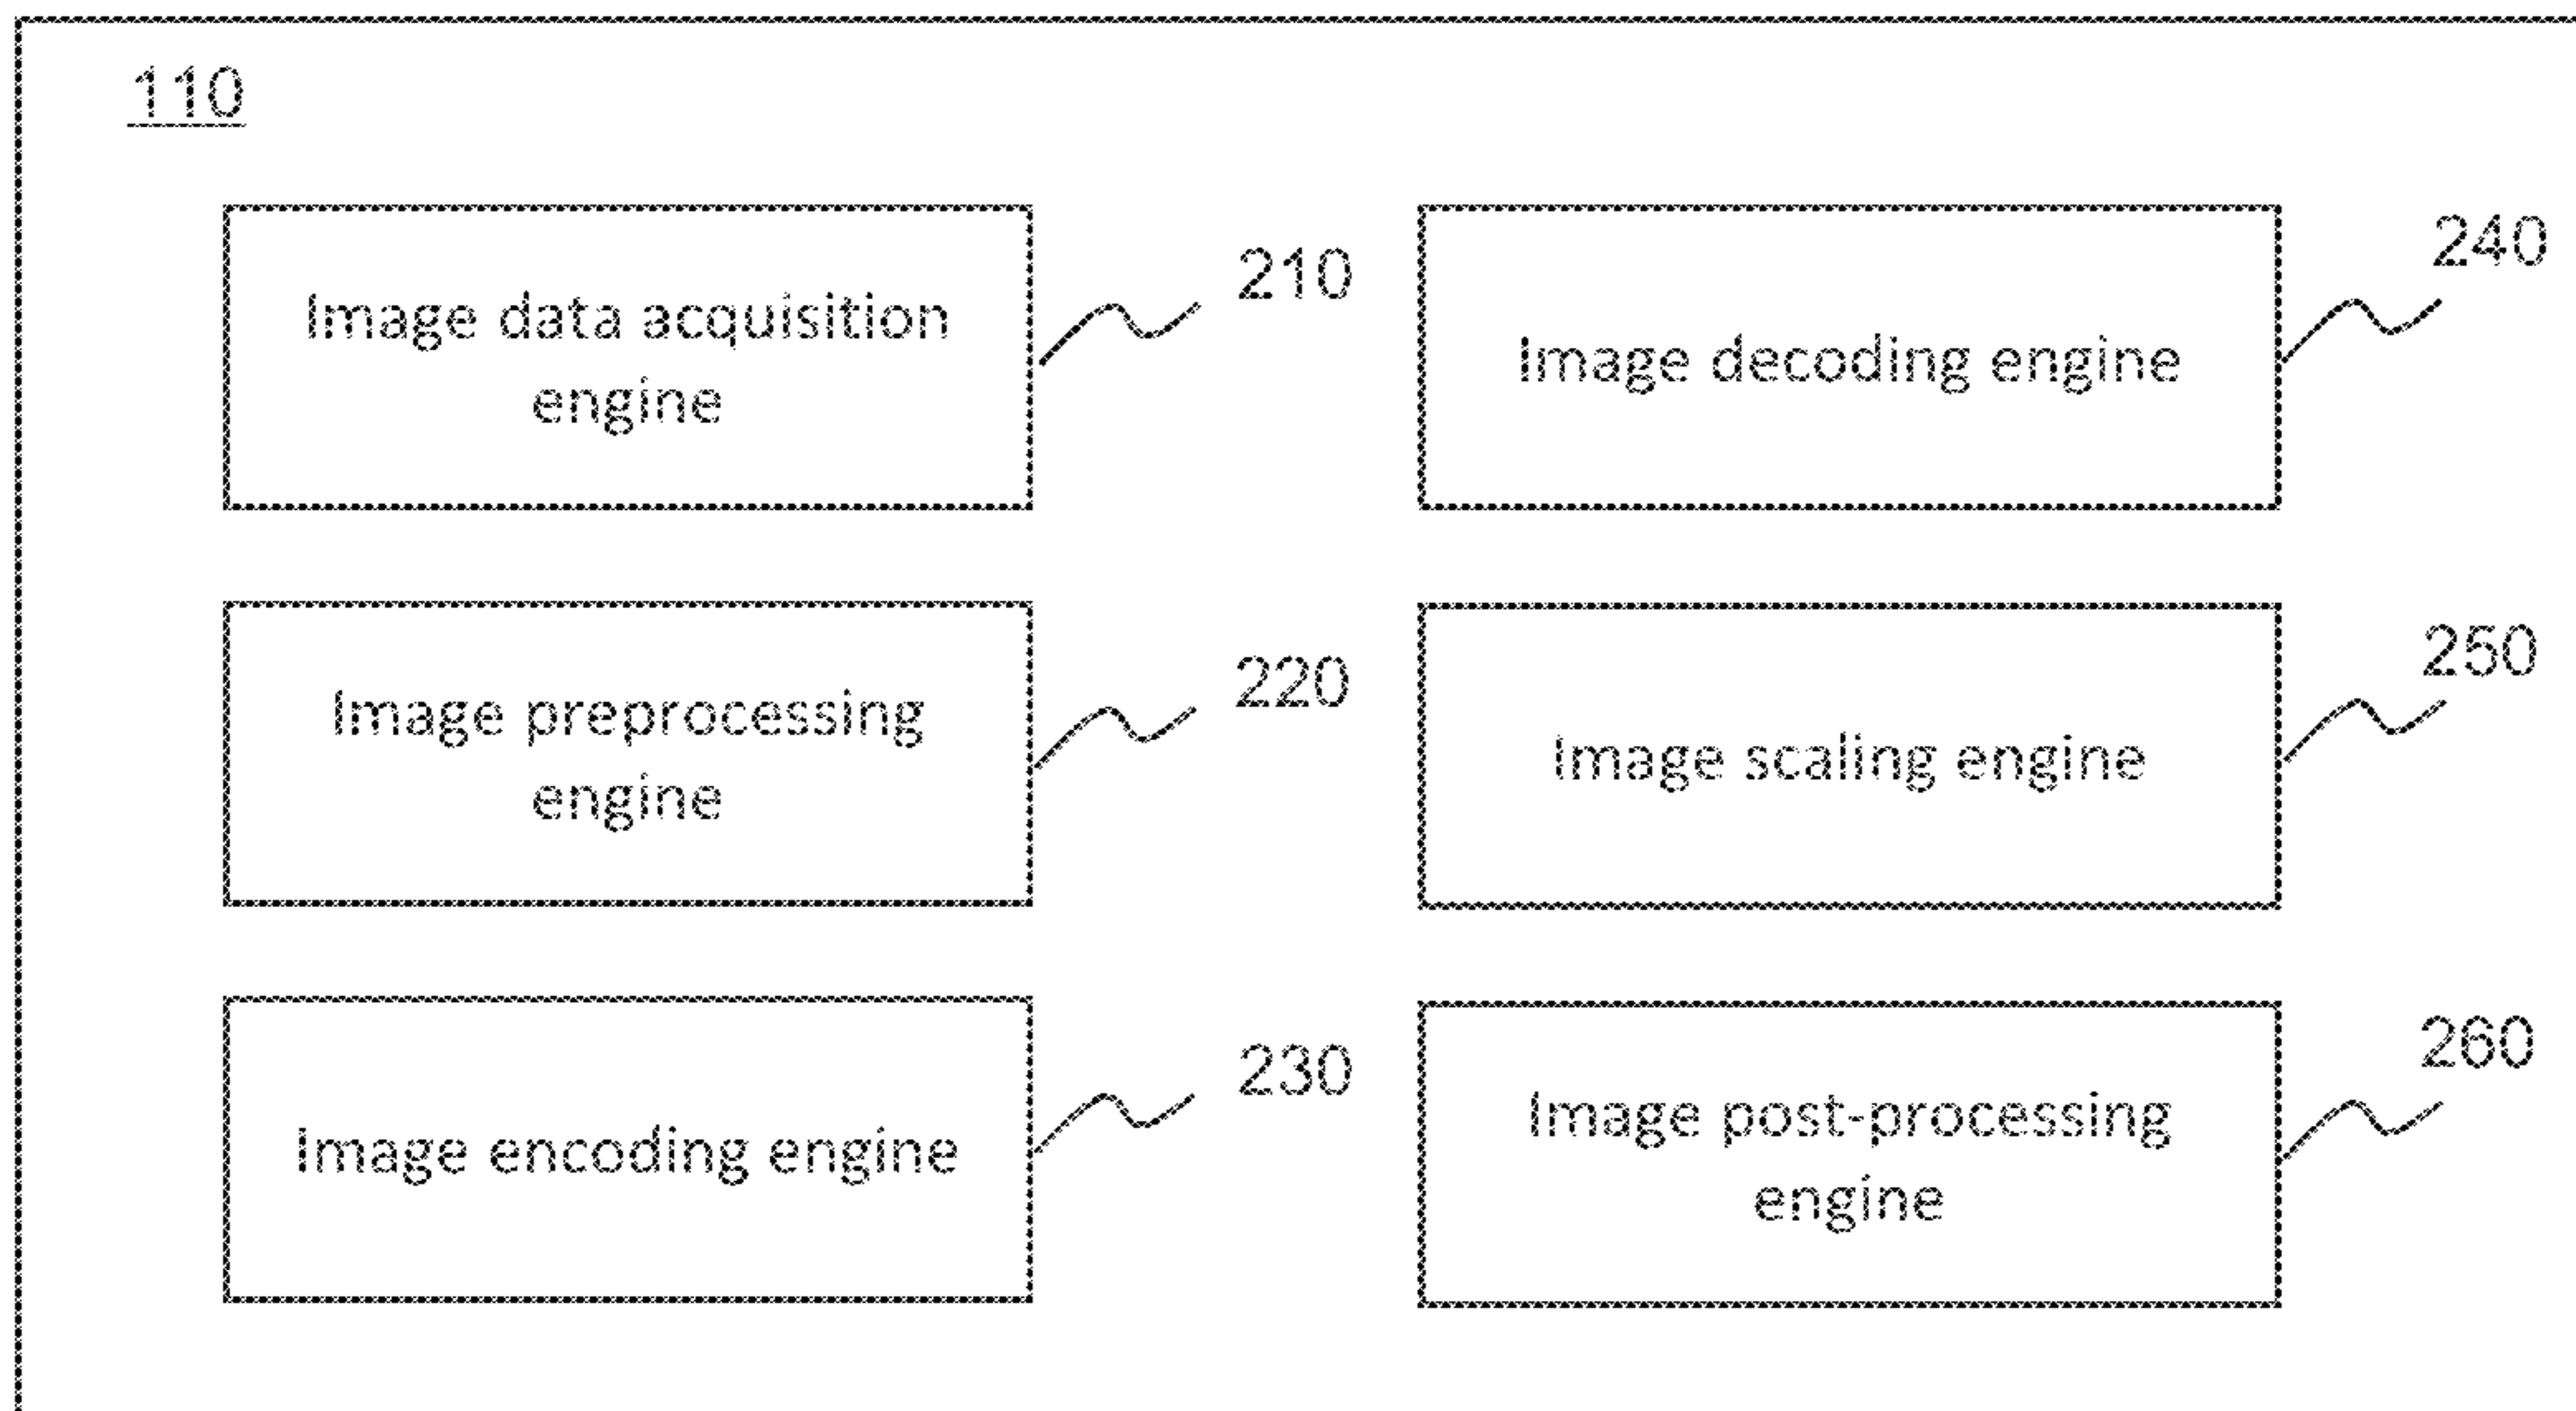 110
Image data acquisition
engine
210
Image preprocessing
engine
220
Image encoding engine
230
Image decoding engine
240
Image scaling engine
250
Image post-processing
engine
260